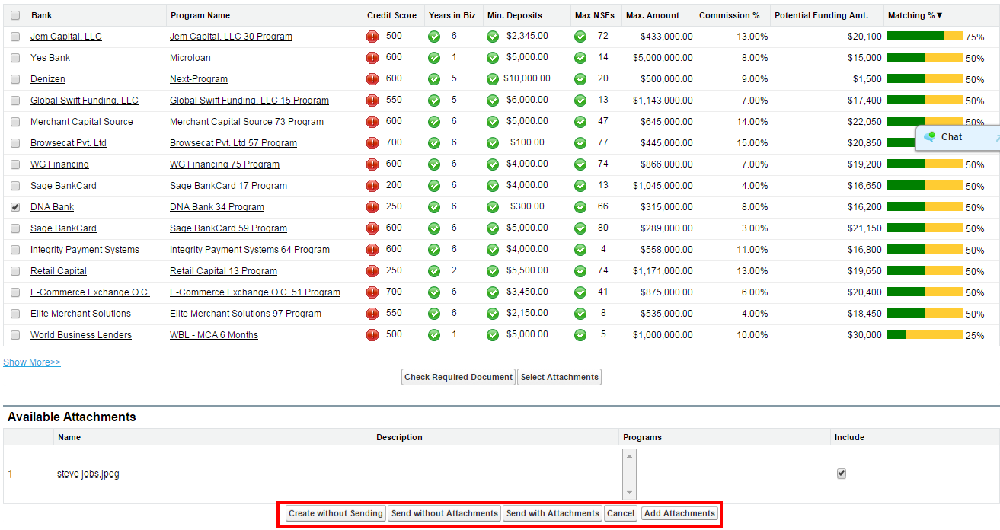 Bank Program Name Credit Score Years in Biz Min. Deposits Max NSFs Max. Amount Commission % Potential Funding Amt. Matching %▼
Jem Capital, LLC Jem Capital, LLC 30 Program 500 6 $2,345.00 72 $433,000.00 13.00% $20,100 75%
Yes Bank Microloan 600 1 $5,000.00 14 $5,000,000.00 8.00% $15,000 50%
Denizen Next-Program 600 5 $10,000.00 20 $500,000.00 9.00% $1,500 50%
Global Swift Funding, LLC Global Swift Funding, LLC 15 Program 550 5 $6,000.00 13 $1,143,000.00 7.00% $17,400 50%
Merchant Capital Source Merchant Capital Source 73 Program 600 6 $5,000.00 47 $645,000.00 14.00% $22,050 50%
Browsecat Pvt. Ltd Browsecat Pvt. Ltd 57 Program 700 6 $100.00 77 $445,000.00 15.00% $20,850 Chat
WG Financing WG Financing 75 Program 600 6 $4,000.00 74 $866,000.00 7.00% $19,200 50%
Sage BankCard Sage BankCard 17 Program 200 6 $4,000.00 13 $1,045,000.00 4.00% $16,650 50%
DNA Bank DNA Bank 34 Program 250 6 $300.00 66 $315,000.00 8.00% $16,200 50%
Sage BankCard Sage BankCard 59 Program 600 6 $5,000.00 80 $289,000.00 3.00% $21,150 50%
Integrity Payment Systems Integrity Payment Systems 64 Program 600 6 $4,000.00 4 $558,000.00 11.00% $16,800 50%
Retail Capital Retail Capital 13 Program 250 2 $5,500.00 74 $1,171,000.00 13.00% $19,650 50%
E-Commerce Exchange O.C. E-Commerce Exchange O.C. 51 Program 700 6 $3,450.00 41 $875,000.00 6.00% $20,400 50%
Elite Merchant Solutions Elite Merchant Solutions 97 Program 550 6 $2,150.00 8 $535,000.00 4.00% $18,450 50%
World Business Lenders WBL - MCA 6 Months 500 1 $5,000.00 5 $1,000,000.00 10.00% $30,000 25%
Show More>>
Check Required Document Select Attachments
Available Attachments
Name Description Programs Include
1 steve jobs.jpeg
Create without Sending Send without Attachments Send with Attachments Cancel Add Attachments